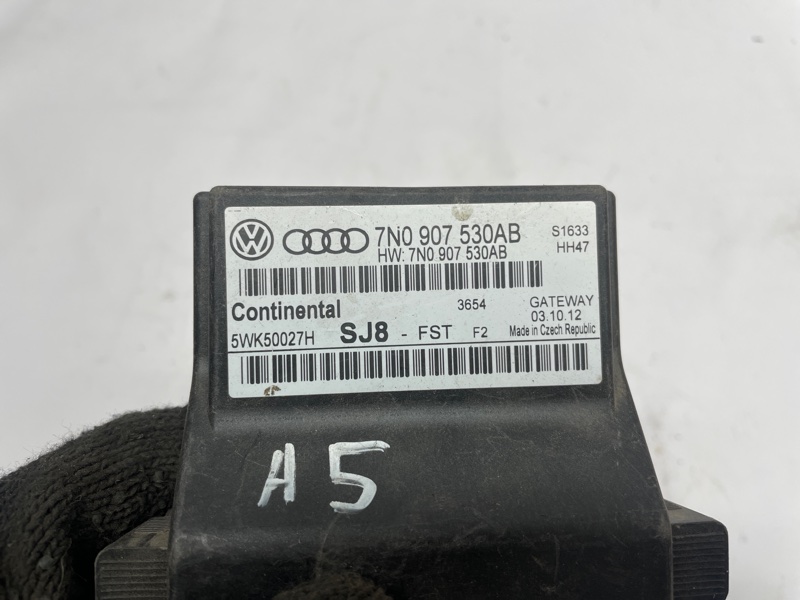 7N0 907 530AB S1633
HW: 7N0 907 530AB HH47
Continental 3654 GATEWAY
03.10.12
5WK50027H SJ8 - FST F2 Made in Czech Republic
A5